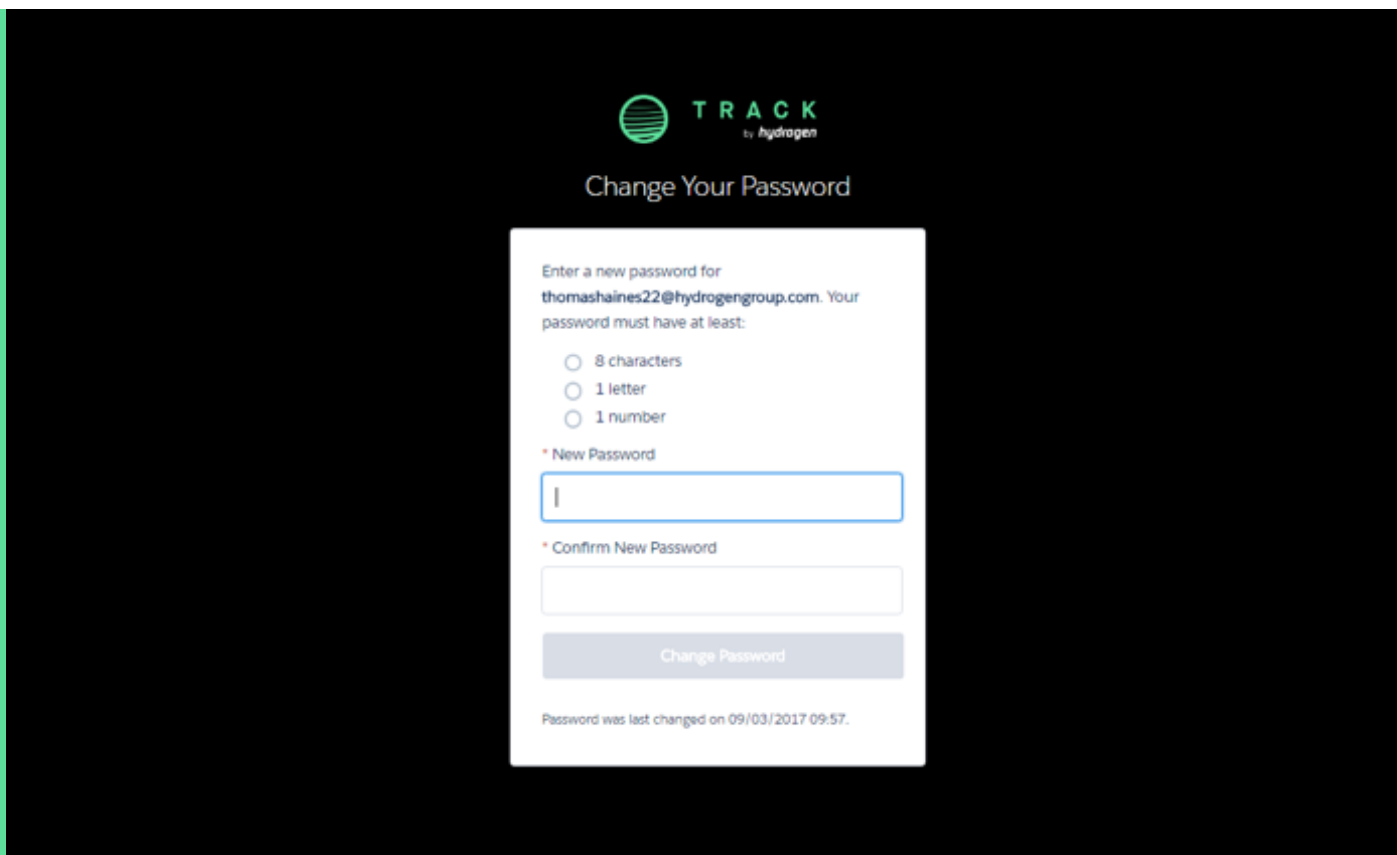 TRACK
by hydrogen
Change Your Password
Enter a new password for
thomashaines22@hydrogengroup.com. Your
password must have at least:
8 characters
1 letter
1 number
* New Password
* Confirm New Password
Change Password
Password was last changed on 09/03/2017 09:57.